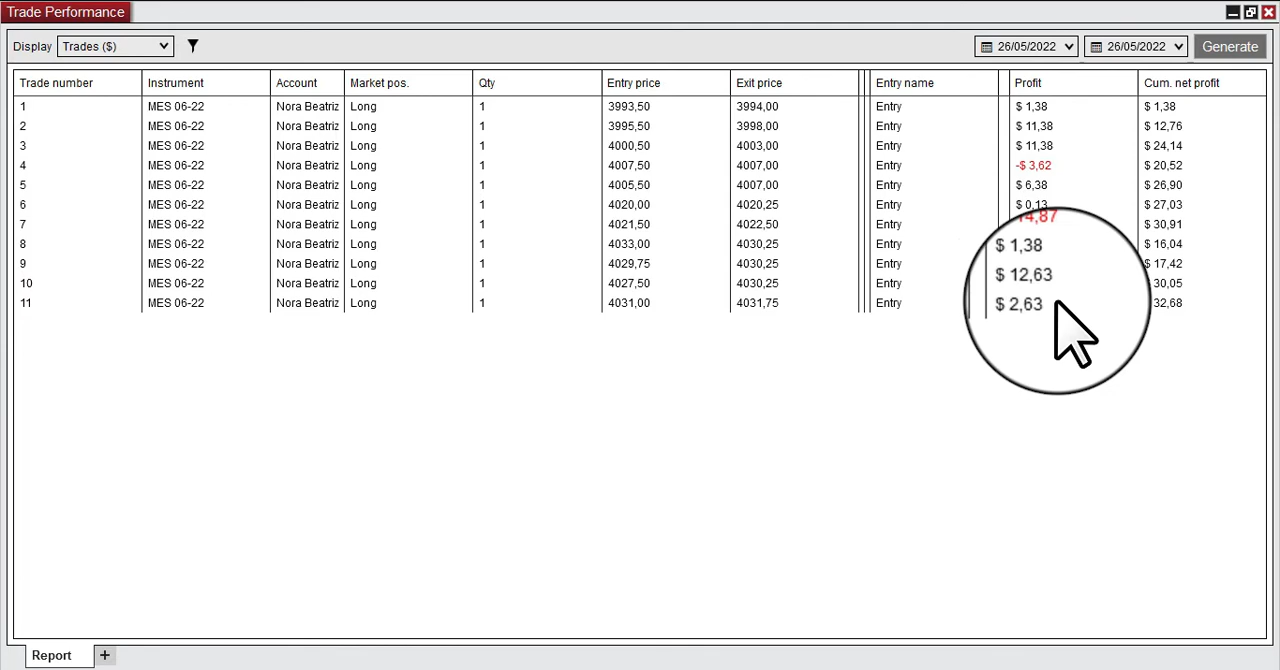 Trade Performance
Display Trades ($) 26/05/2022 26/05/2022 Generate
Trade number Instrument Account Market pos. Qty Entry price Exit price Entry name Profit Cum. net profit
1 MES 06-22 Nora Beatriz Long 1 3993,50 3994,00 Entry $ 1,38 $ 1,38
2 MES 06-22 Nora Beatriz Long 1 3995,50 3998,00 Entry $ 11,38 $ 12,76
3 MES 06-22 Nora Beatriz Long 1 4000,50 4003,00 Entry $ 11,38 $ 24,14
4 MES 06-22 Nora Beatriz Long 1 4007,50 4007,00 Entry -$ 3,62 $ 20,52
5 MES 06-22 Nora Beatriz Long 1 4005,50 4007,00 Entry $ 6,38 $ 26,90
6 MES 06-22 Nora Beatriz Long 1 4020,00 4020,25 Entry $ 0,13 $ 27,03
7 MES 06-22 Nora Beatriz Long 1 4021,50 4022,50 Entry 14,87 $ 30,91
8 MES 06-22 Nora Beatriz Long 1 4033,00 4030,25 Entry $ 1,38 $ 16,04
9 MES 06-22 Nora Beatriz Long 1 4029,75 4030,25 Entry $ 12,63 $ 17,42
10 MES 06-22 Nora Beatriz Long 1 4027,50 4030,25 Entry 30,05
11 MES 06-22 Nora Beatriz Long 1 4031,00 4031,75 Entry $ 2,63 32,68
Report +